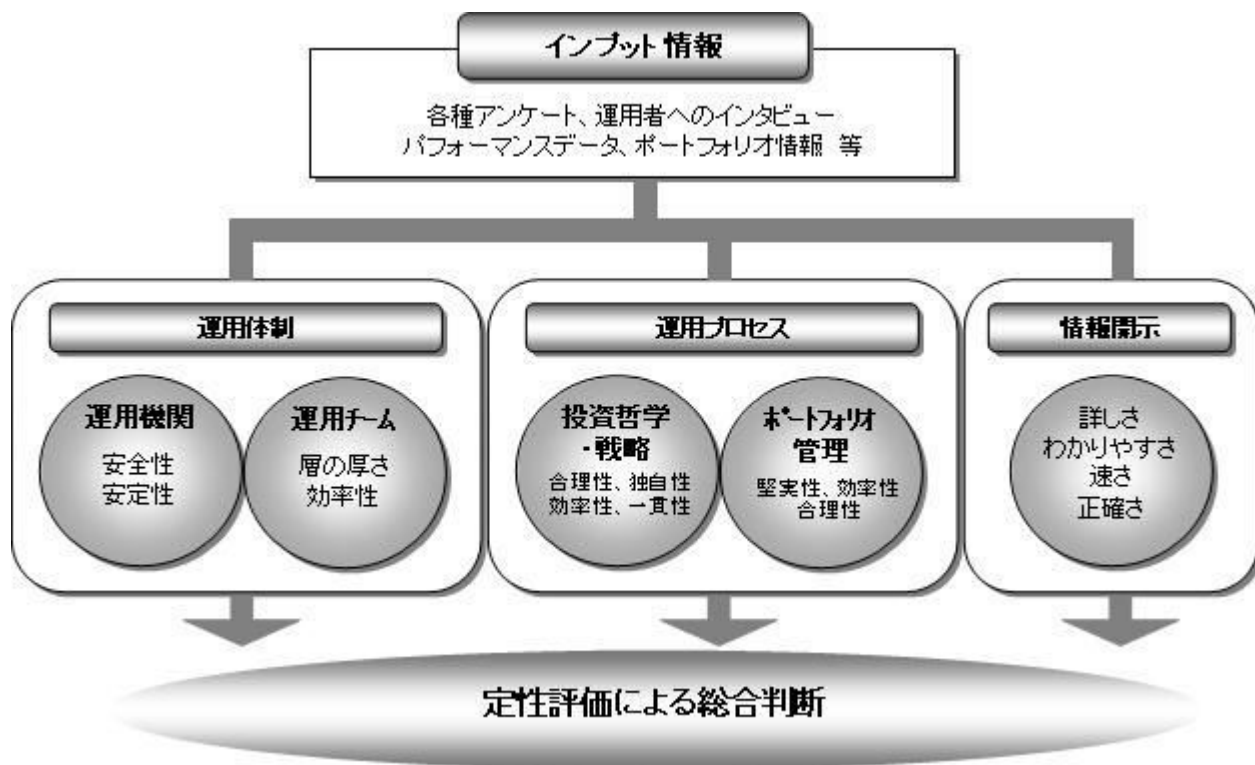 インプット情報
各種アンケート、運用者へのインタビュー
パフォーマンスデータ、ポートフォリオ情報 等
運用体制
運用機関
安全性
安定性
運用チーム
層の厚さ
効率性
運用プロセス
投資哲学
・戦略
合理性、独自性
効率性、一貫性
ポートフォリオ
管理
堅実性、効率性
合理性
情報開示
詳しさ
わかりやすさ
速さ
正確さ
定性評価による総合判断